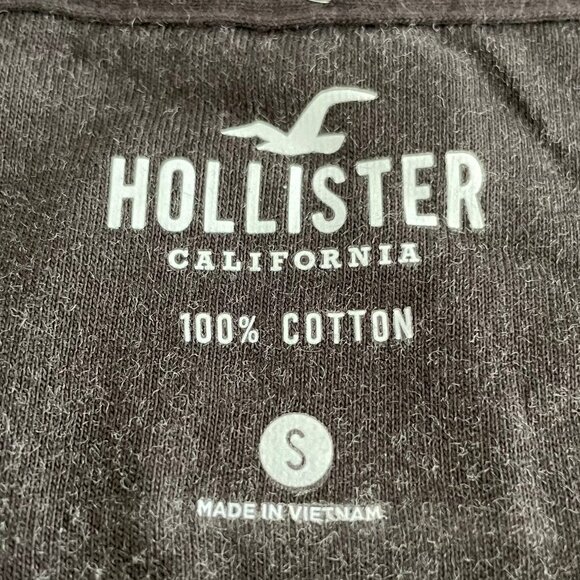 HOLLISTER
CALIFORNIA
100% COTTON
S
MADE IN VIETNAM